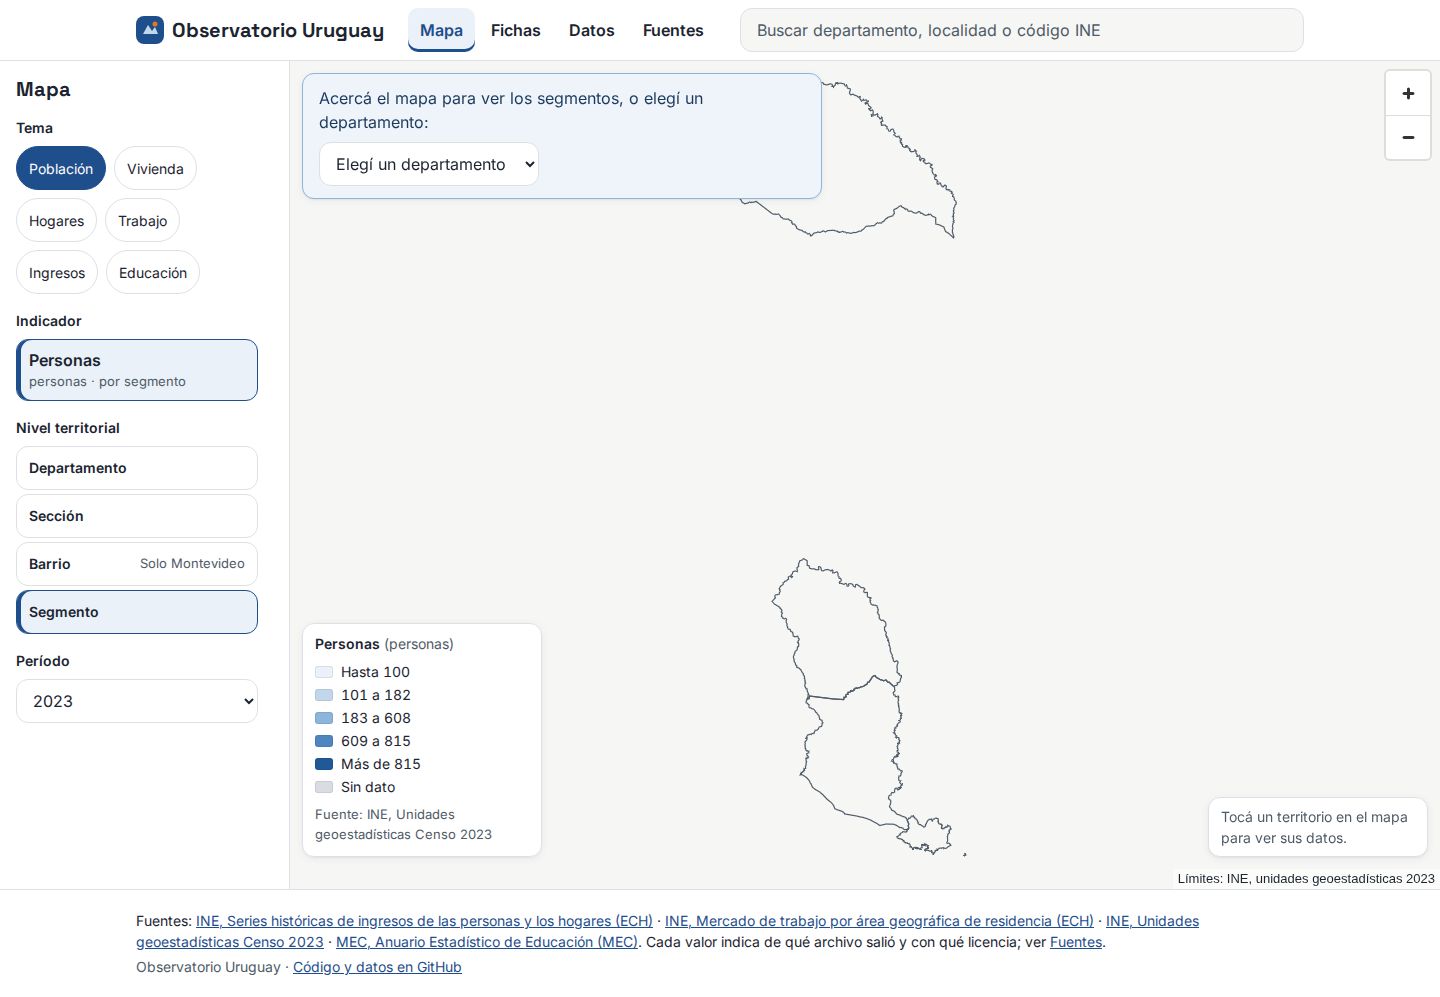 Observatorio Uruguay
Mapa
Fichas
Datos
Fuentes
Buscar departamento, localidad o código INE
Mapa
Tema
Población
Vivienda
Hogares
Trabajo
Ingresos
Educación
Indicador
Personas
personas · por segmento
Nivel territorial
Departamento
Sección
Barrio
Solo Montevideo
Segmento
Período
2023
Acercá el mapa para ver los segmentos, o elegí un
departamento:
Elegí un departamento
+
−
Personas (personas)
Hasta 100
101 a 182
183 a 608
609 a 815
Más de 815
Sin dato
Fuente: INE, Unidades
geoestadísticas Censo 2023
Tocá un territorio en el mapa
para ver sus datos.
Límites: INE, unidades geoestadísticas 2023
Fuentes: INE, Series históricas de ingresos de las personas y los hogares (ECH) · INE, Mercado de trabajo por área geográfica de residencia (ECH) · INE, Unidades
geoestadísticas Censo 2023 · MEC, Anuario Estadístico de Educación (MEC). Cada valor indica de qué archivo salió y con qué licencia; ver Fuentes.
Observatorio Uruguay · Código y datos en GitHub